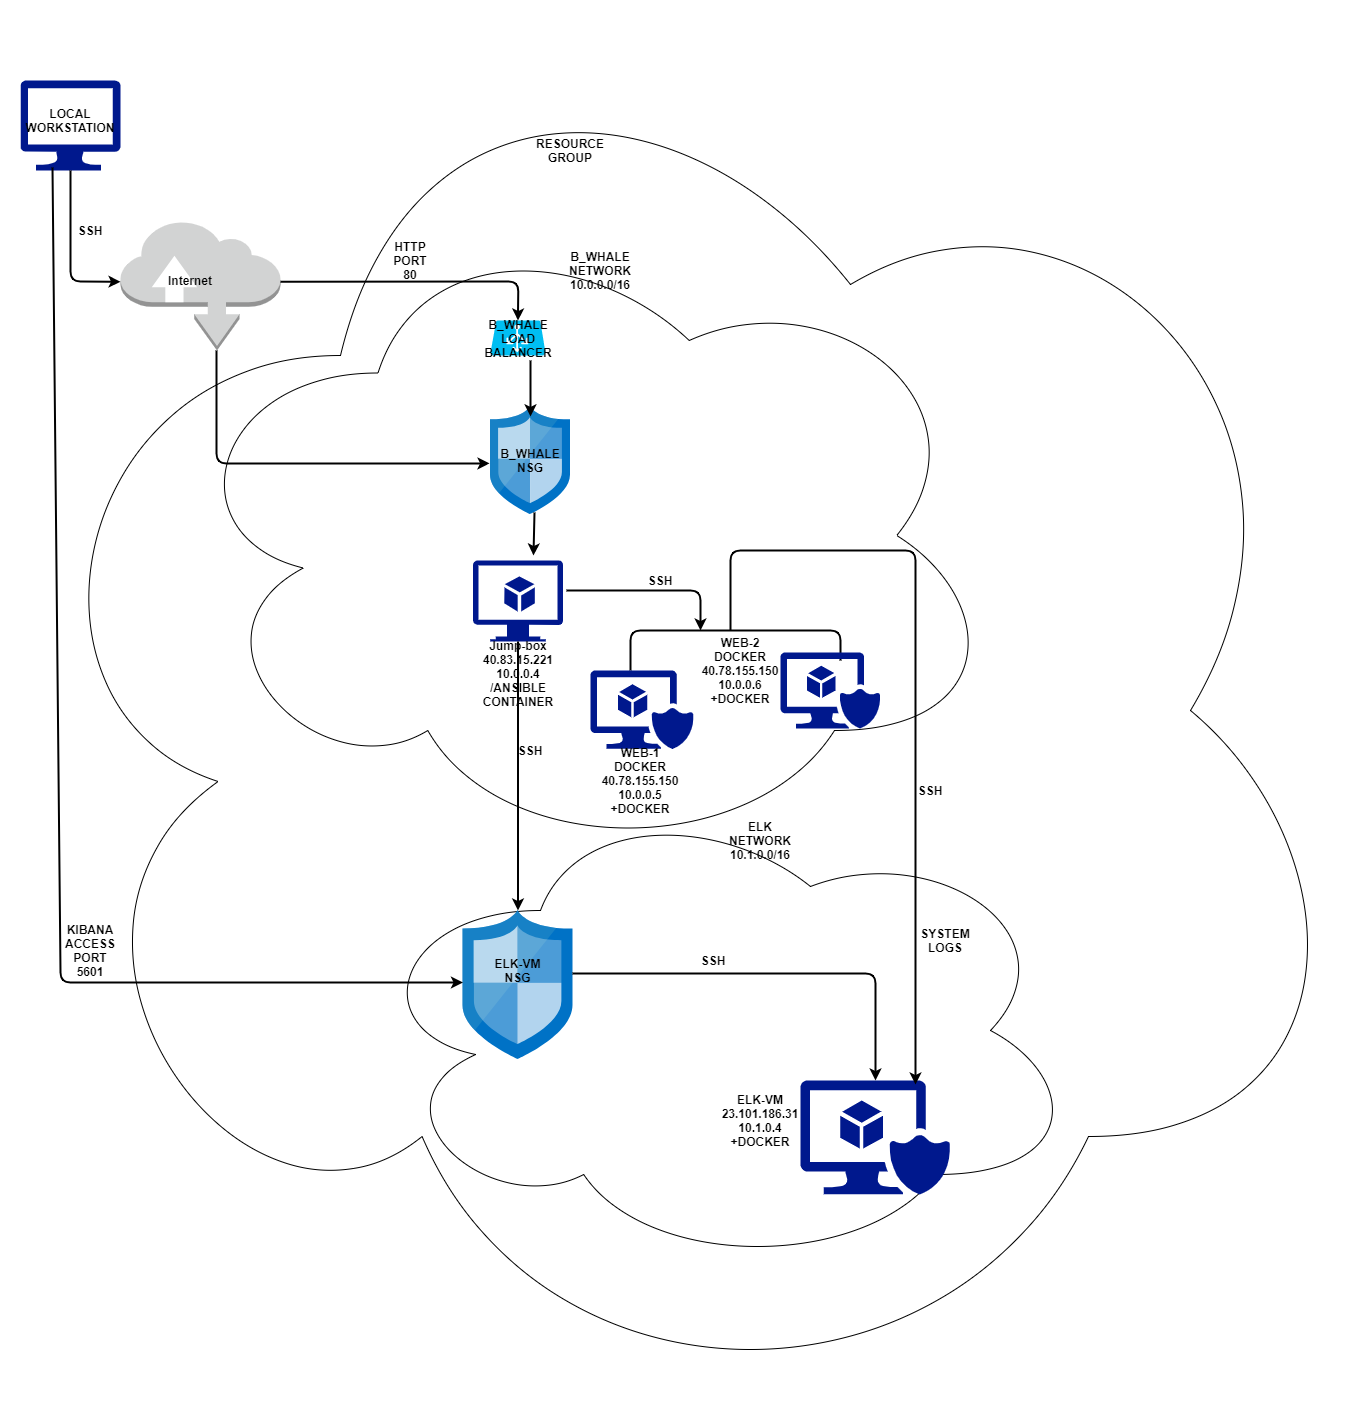 LOCAL
WORKSTATION
RESOURCE
GROUP
SSH
HTTP
PORT
80
B_WHALE
NETWORK
10.0.0.0/16
Internet
B_WHALE
LOAD
BALANCER
B_WHALE
NSG
SSH
Jump-box
40.83.15.221
10.0.0.4
/ANSIBLE
CONTAINER
WEB-2
DOCKER
40.78.155.150
10.0.0.6
+DOCKER
SSH
WEB-1
DOCKER
40.78.155.150
10.0.0.5
+DOCKER
SSH
ELK
NETWORK
10.1.0.0/16
KIBANA
ACCESS
PORT
5601
SYSTEM
LOGS
ELK-VM
NSG
SSH
ELK-VM
23.101.186.31
10.1.0.4
+DOCKER